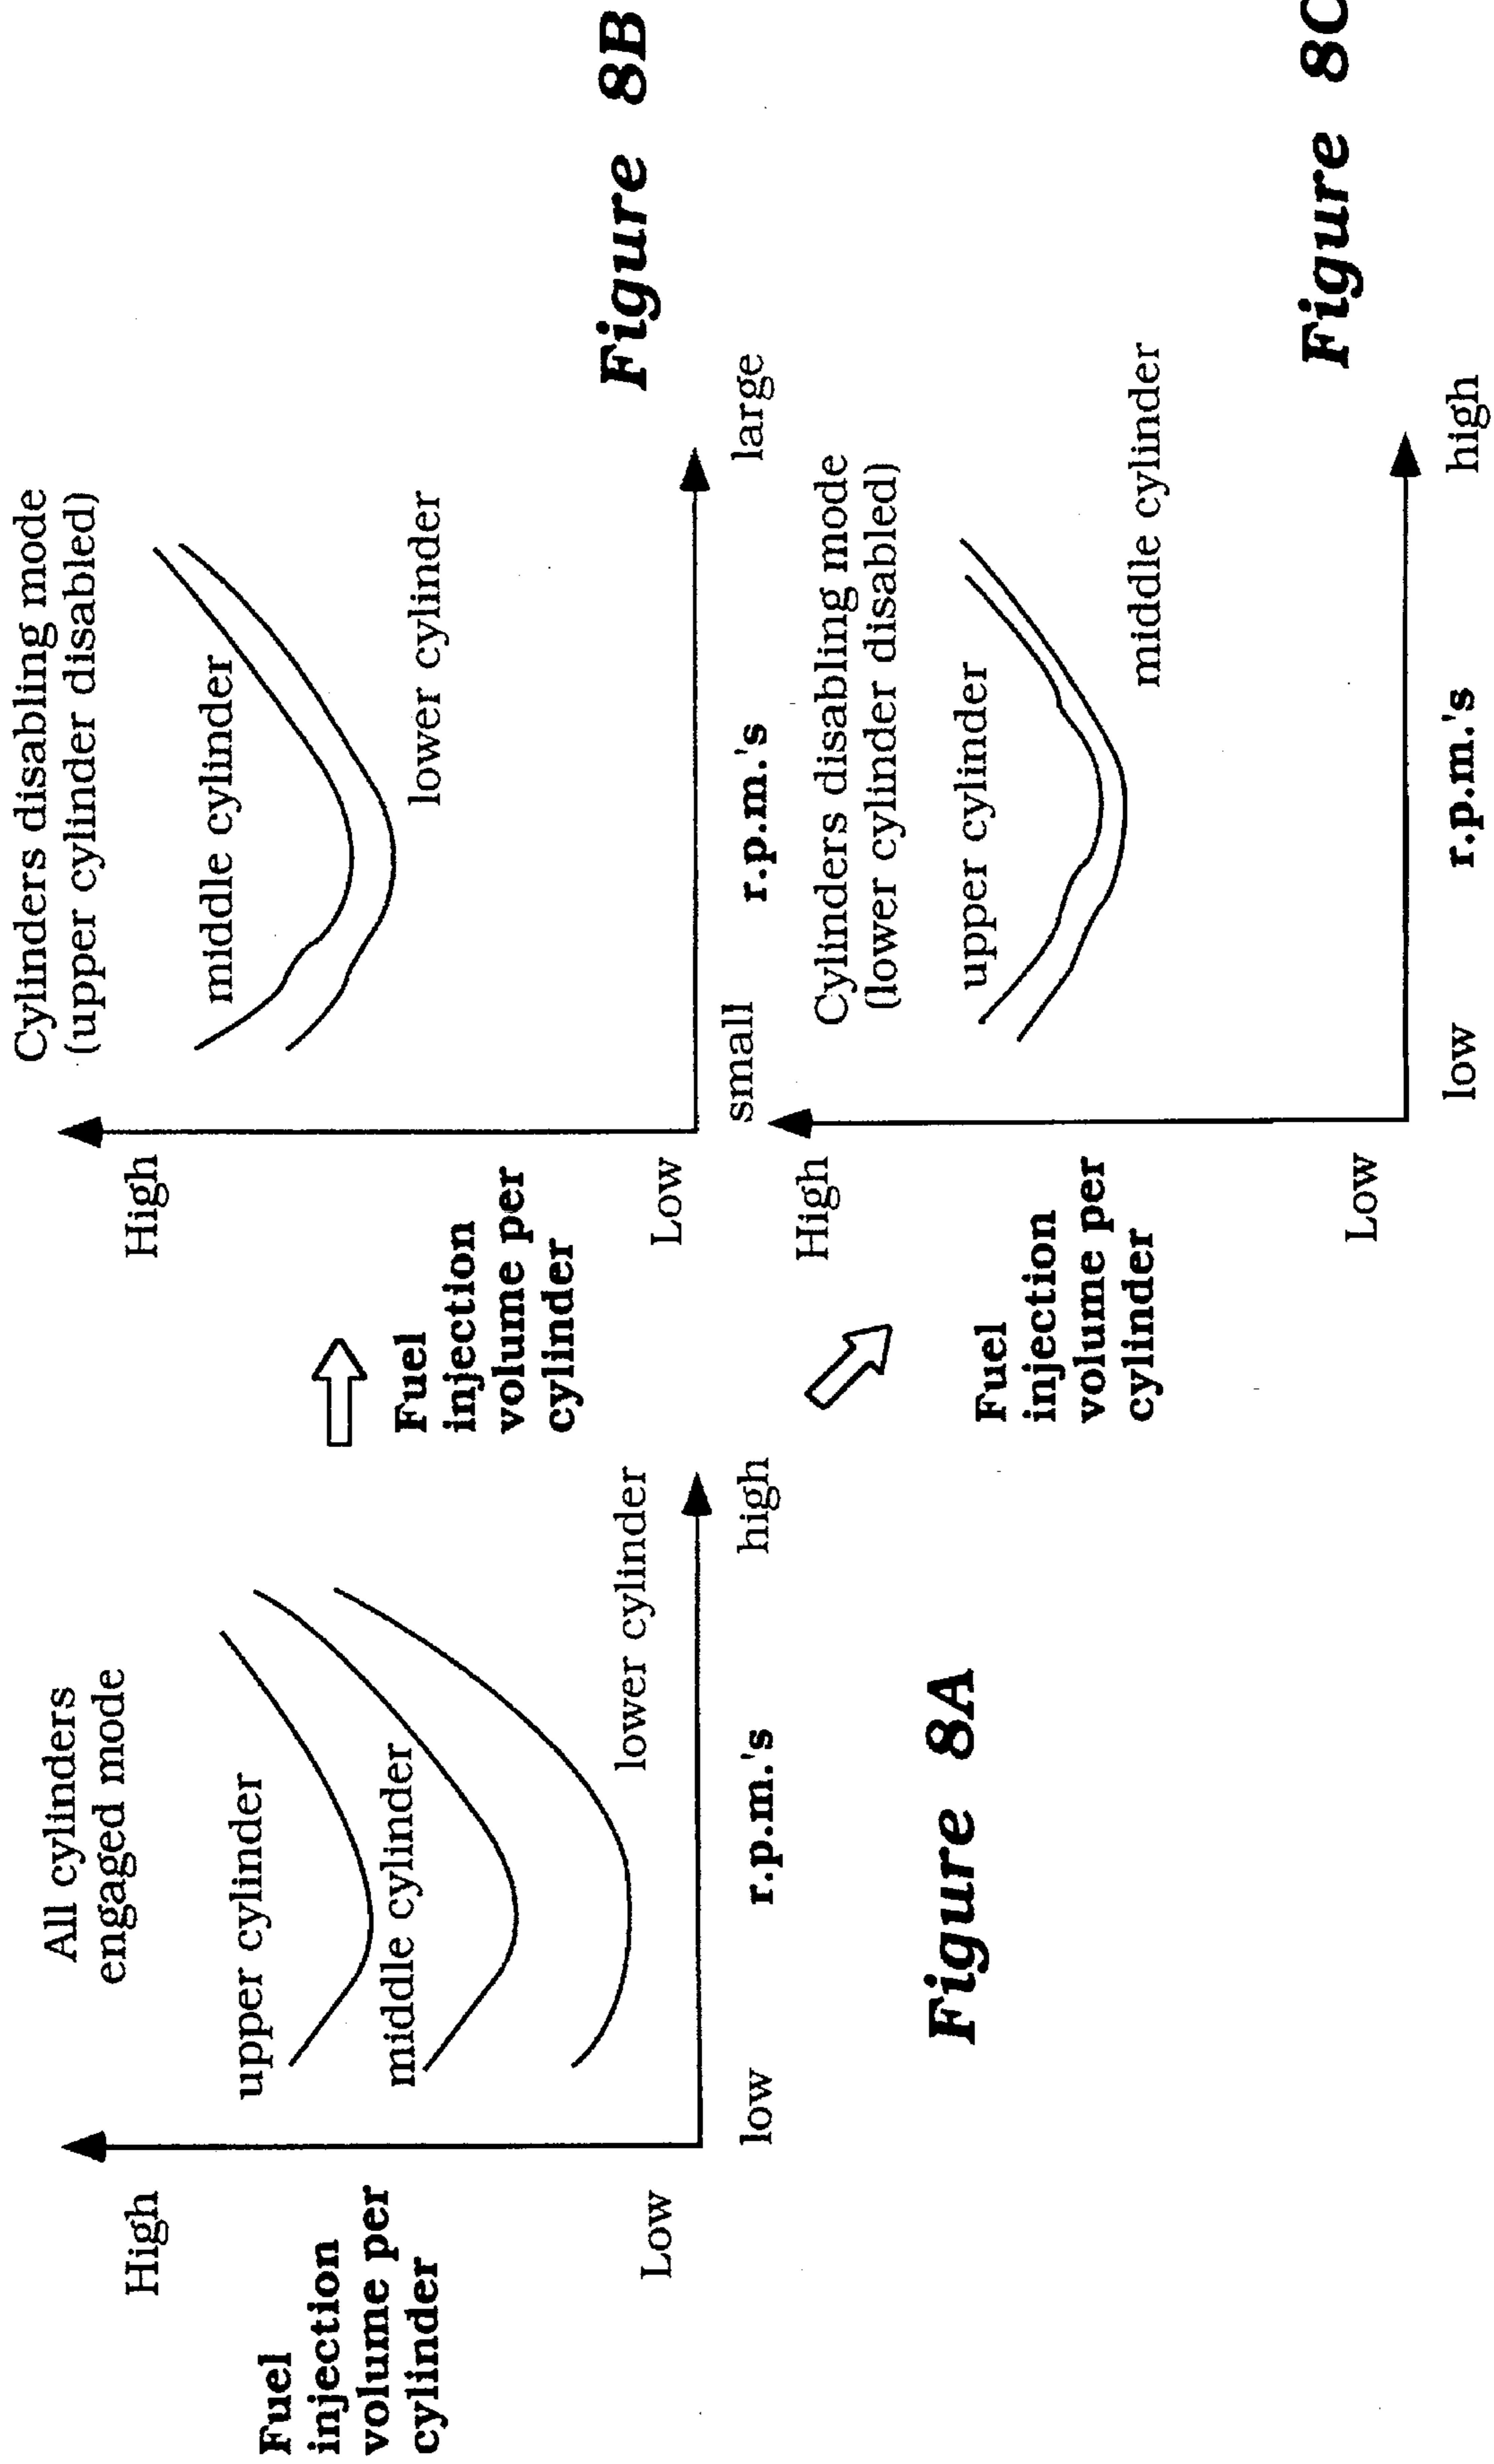 All cylinders
engaged mode
High
Fuel
injection
volume per
cylinder
Low
upper cylinder
middle cylinder
lower cylinder
low
r.p.m.'s
high
Figure 8A
Cylinders disabling mode
(upper cylinder disabled)
High
Fuel
injection
volume per
cylinder
Low
middle cylinder
lower cylinder
small
r.p.m.'s
large
Figure 8B
Cylinders disabling mode
(lower cylinder disabled)
High
Fuel
injection
volume per
cylinder
Low
upper cylinder
middle cylinder
low
r.p.m.'s
high
Figure 8C